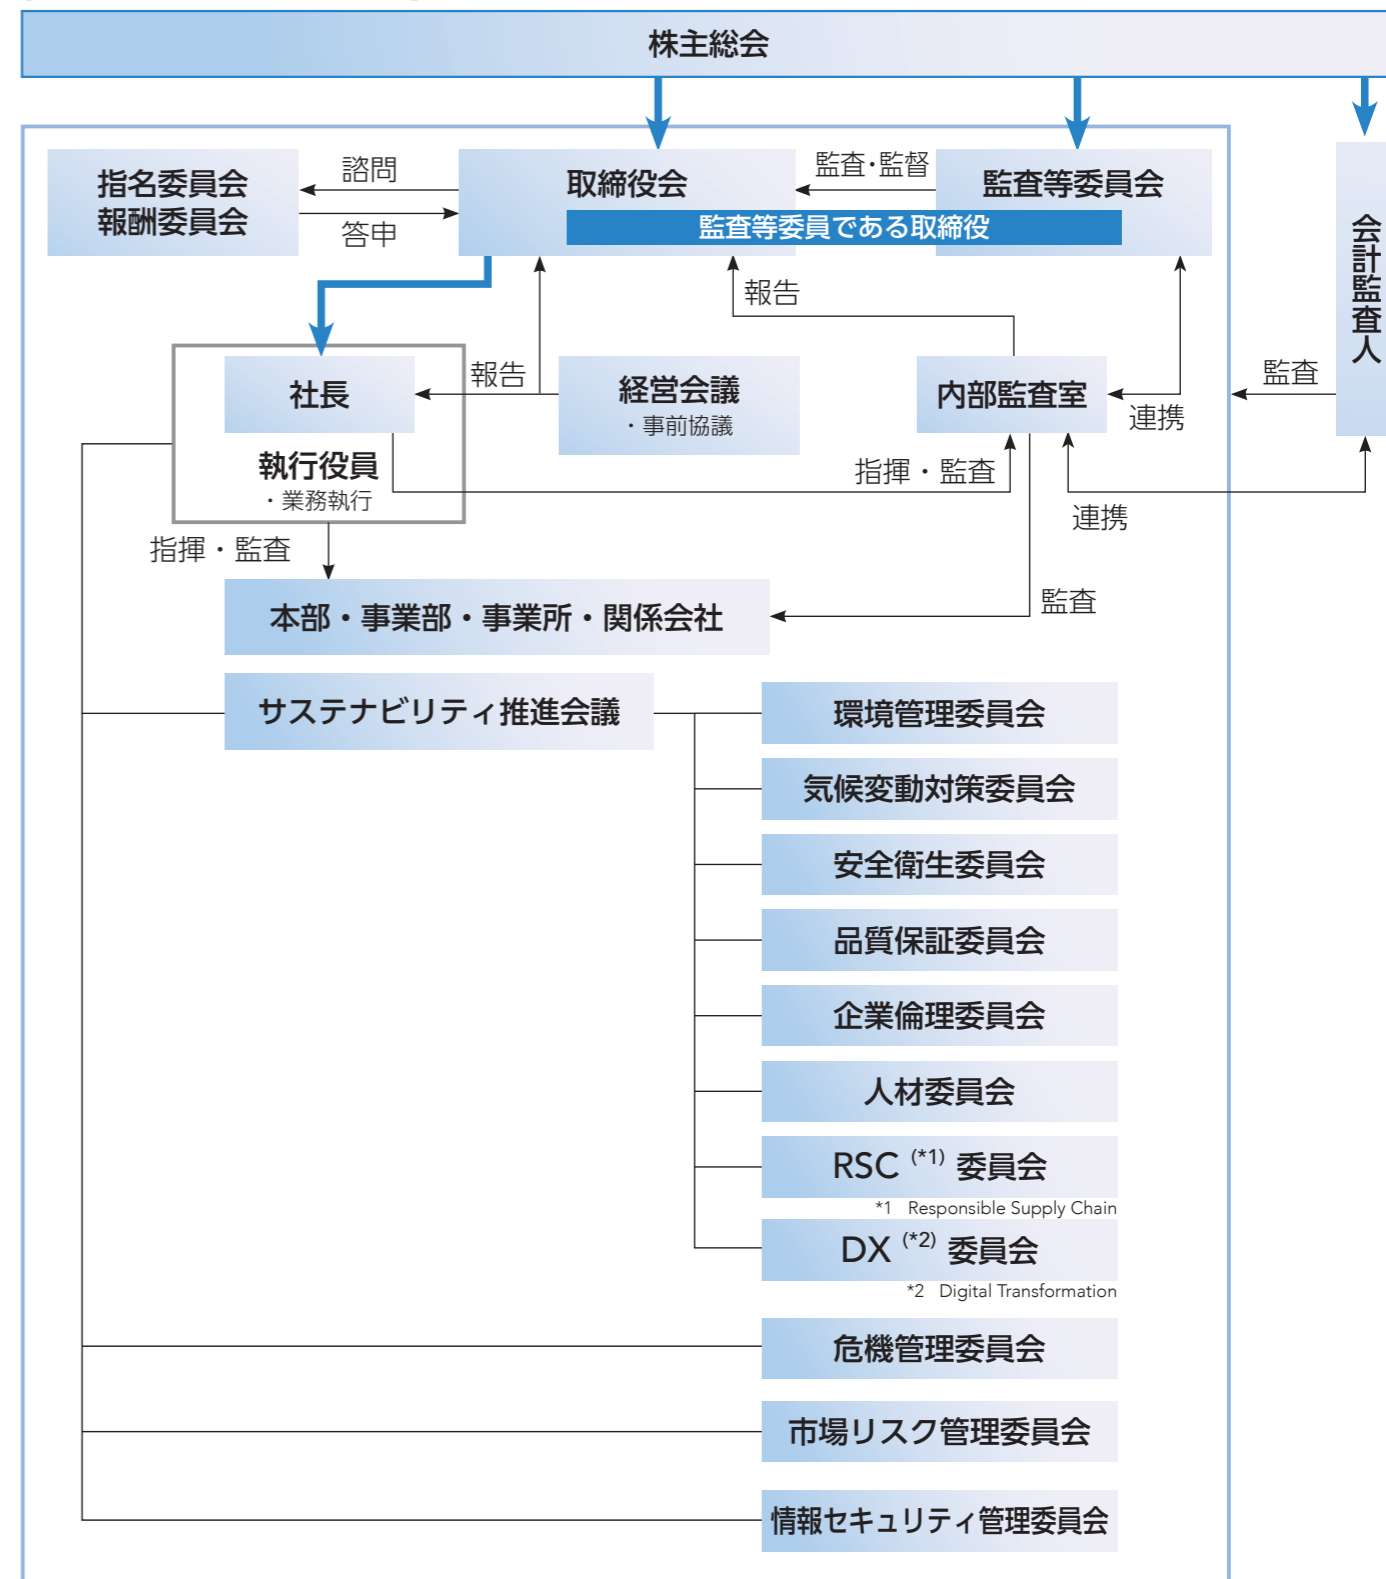 株主総会
指名委員会
報酬委員会
諮問
答申
取締役会
監査・監督
監査等委員会
監査等委員である取締役
会計監査人
報告
社長
報告
経営会議
・事前協議
内部監査室
連携
監査
執行役員
・業務執行
指揮・監査
連携
指揮・監査
本部・事業部・事業所・関係会社
監査
サステナビリティ推進会議
環境管理委員会
気候変動対策委員会
安全衛生委員会
品質保証委員会
企業倫理委員会
人材委員会
RSC (*1) 委員会
*1 Responsible Supply Chain
DX (*2) 委員会
*2 Digital Transformation
危機管理委員会
市場リスク管理委員会
情報セキュリティ管理委員会